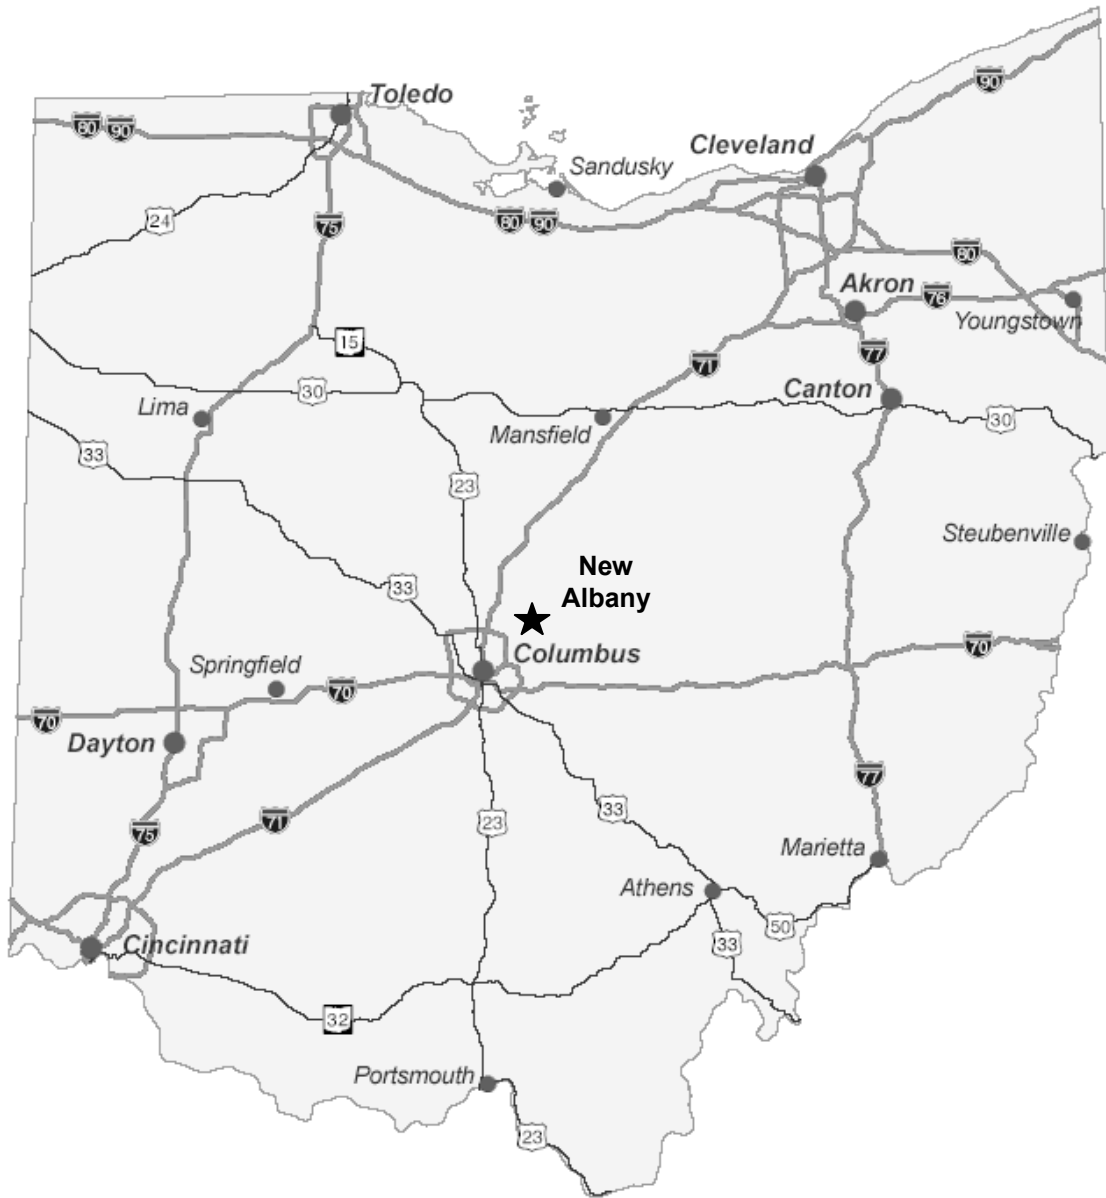 90
Toledo
80
90
Cleveland
Sandusky
24
75
80
90
80
Akron
76
Youngstown
15
71
77
30
Canton
Lima
Mansfield
30
33
23
Steubenville
New
Albany
33
Columbus
70
Springfield
70
70
Dayton
77
33
71
23
75
Marietta
Athens
50
33
Cincinnati
32
Portsmouth
23